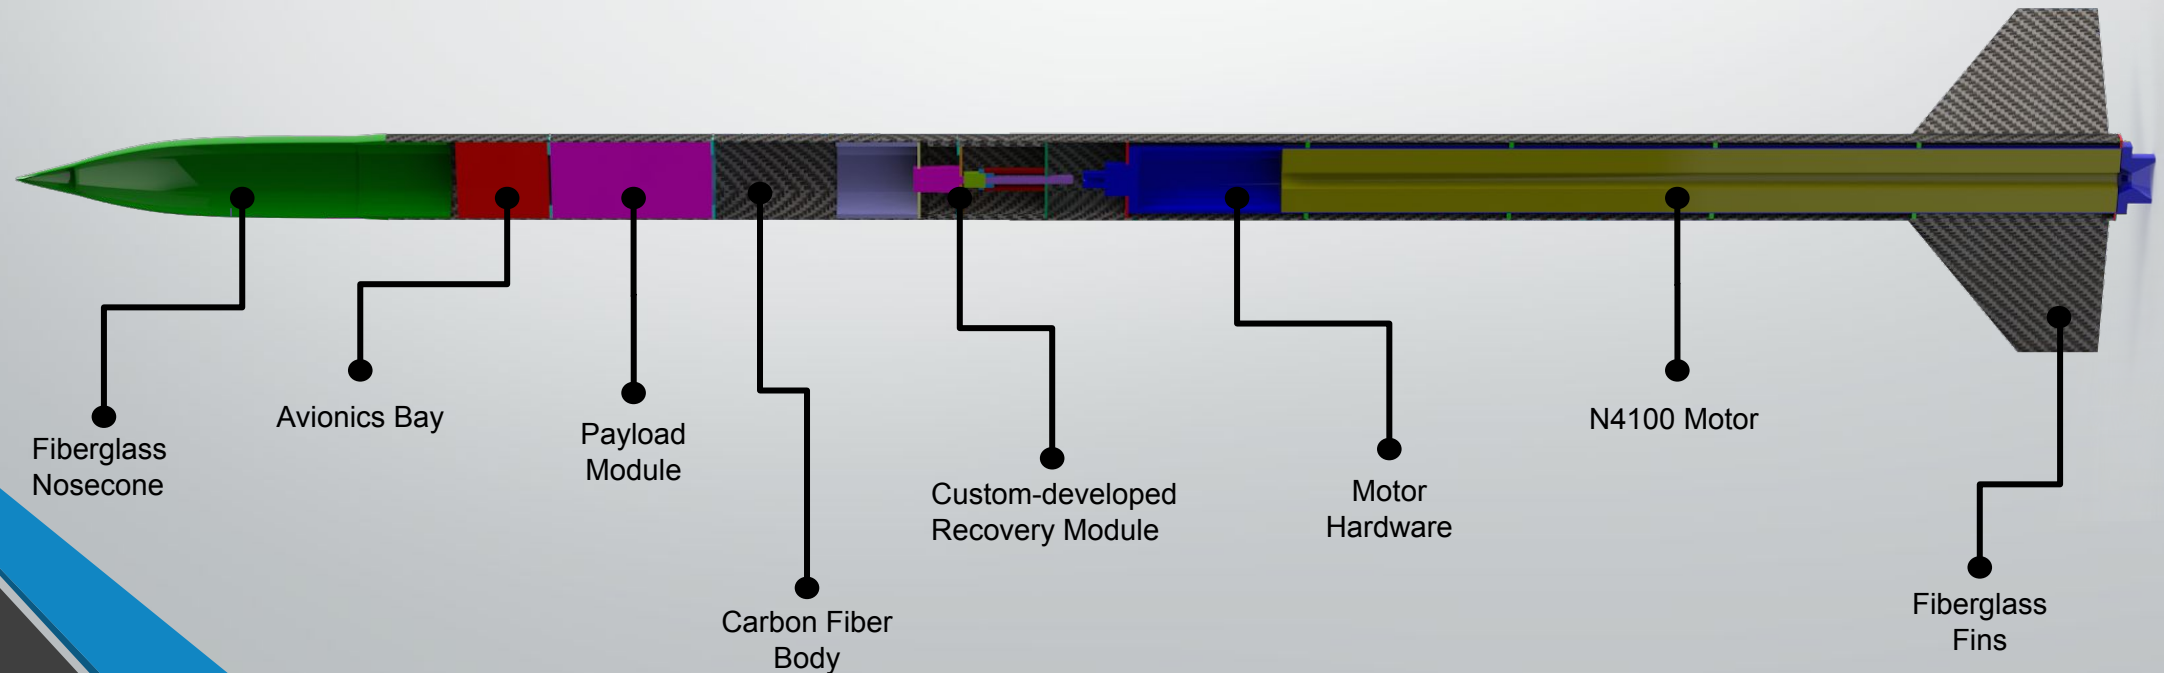 Fiberglass
Nosecone
Avionics Bay
Payload
Module
Carbon Fiber
Body
Custom-developed
Recovery Module
Motor
Hardware
N4100 Motor
Fiberglass
Fins